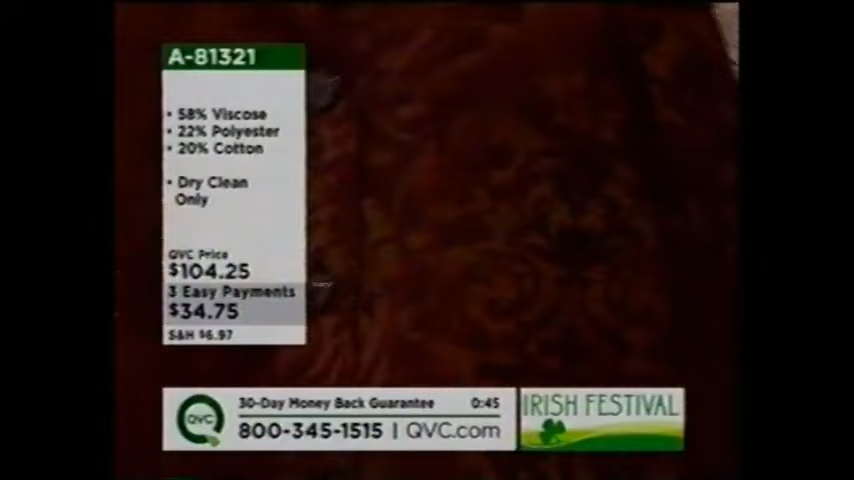 A-81321
• 58% Viscose
• 22% Polyester
• 20% Cotton
• Dry Clean
Only
QVC Price
$104.25
3 Easy Payments
$34.75
S&H $6.97
QVC
30-Day Money Back Guarantee 0:45
800-345-1515 | QVC.com
IRISH FESTIVAL